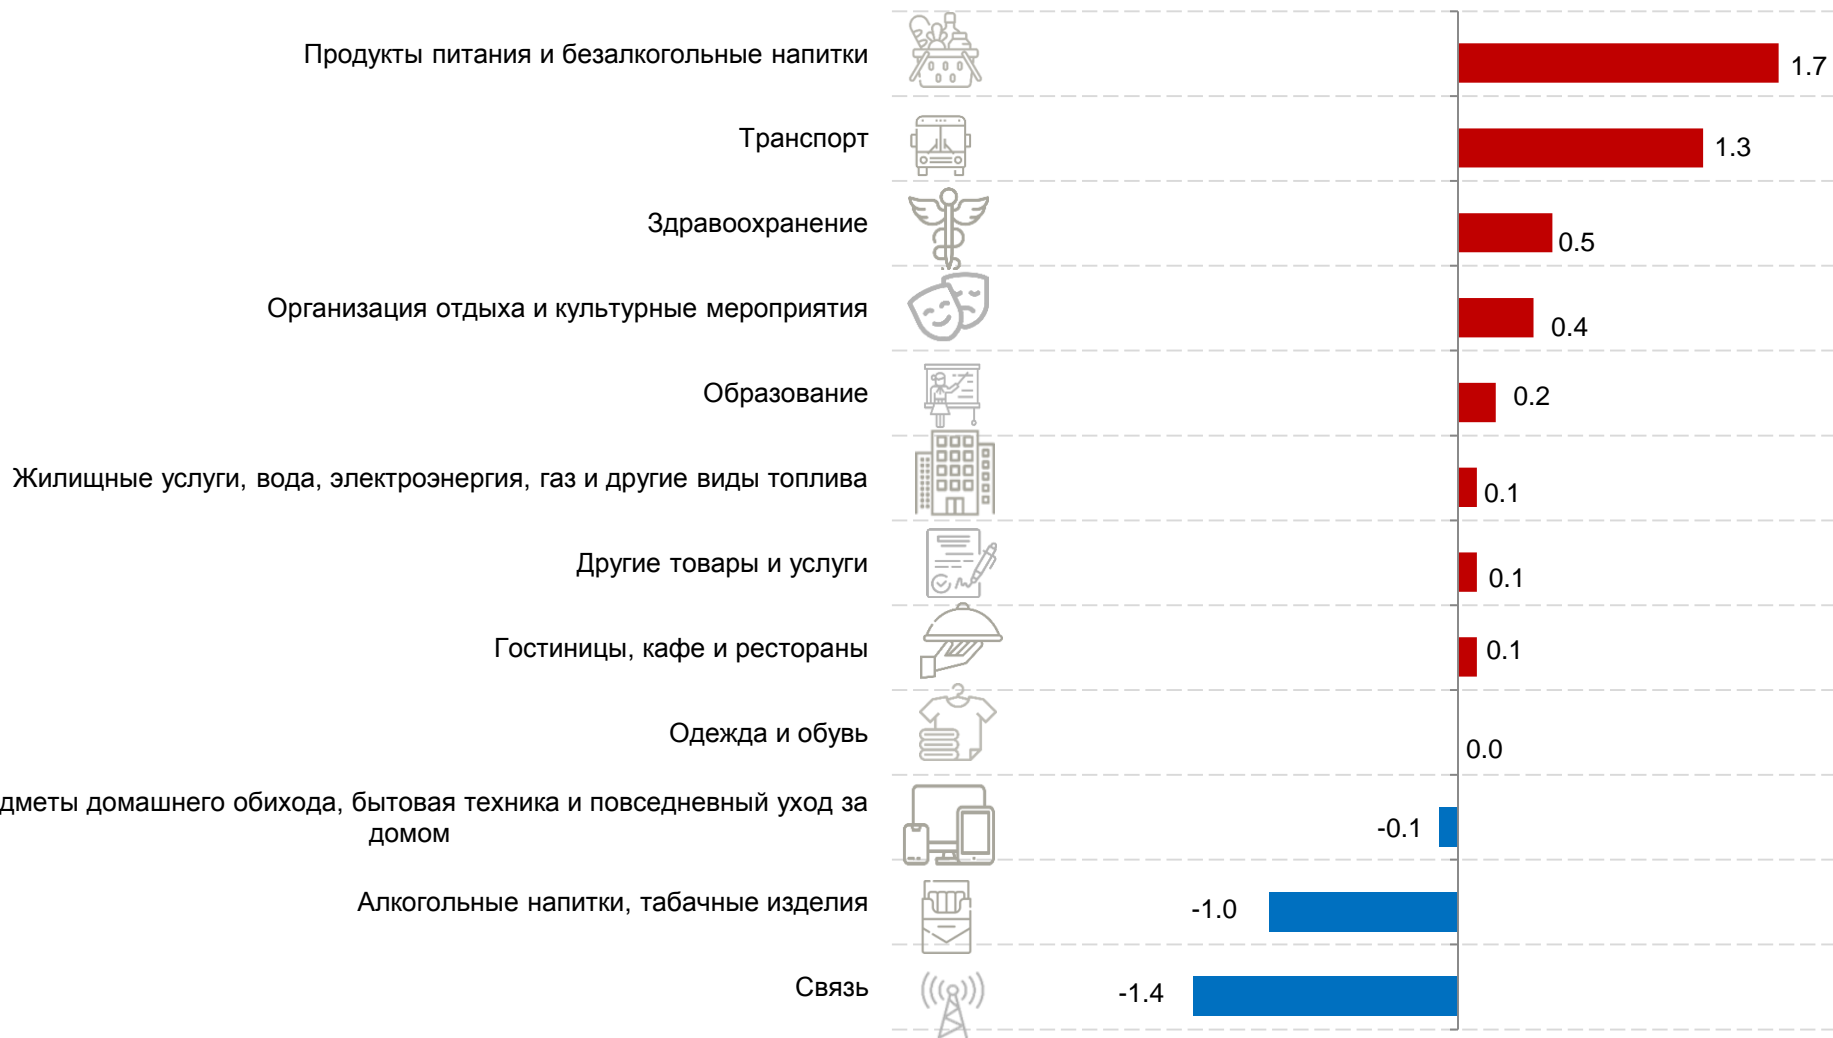 Продукты питания и безалкогольные напитки
1.7
Транспорт
1.3
Здравоохранение
0.5
Организация отдыха и культурные мероприятия
0.4
Образование
0.2
Жилищные услуги, вода, электроэнергия, газ и другие виды топлива
0.1
Другие товары и услуги
0.1
Гостиницы, кафе и рестораны
0.1
Одежда и обувь
0.0
дметы домашнего обихода, бытовая техника и повседневный уход за
домом
-0.1
Алкогольные напитки, табачные изделия
-1.0
Связь
-1.4